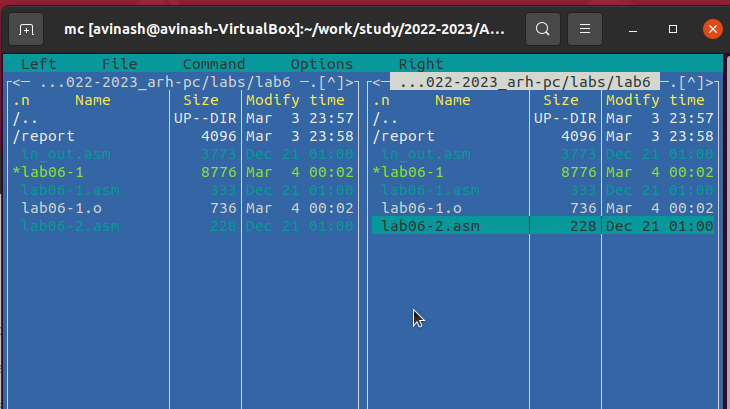 mc [avinash@avinash-VirtualBox]:~/work/study/2022-2023/A...
Left File Command Options Right
<─ ...022-2023_arh-pc/labs/lab6 ─.[^]> <─ ...022-2023_arh-pc/labs/lab6 ─.[^]>
.n Name Size Modify time .n Name Size Modify time
/.. UP--DIR Mar 3 23:57 /.. UP--DIR Mar 3 23:57
/report 4096 Mar 3 23:58 /report 4096 Mar 3 23:58
in_out.asm 3773 Dec 21 01:00 in_out.asm 3773 Dec 21 01:00
*lab06-1 8776 Mar 4 00:02 *lab06-1 8776 Mar 4 00:02
lab06-1.asm 333 Dec 21 01:00 lab06-1.asm 333 Dec 21 01:00
lab06-1.o 736 Mar 4 00:02 lab06-1.o 736 Mar 4 00:02
lab06-2.asm 228 Dec 21 01:00 lab06-2.asm 228 Dec 21 01:00